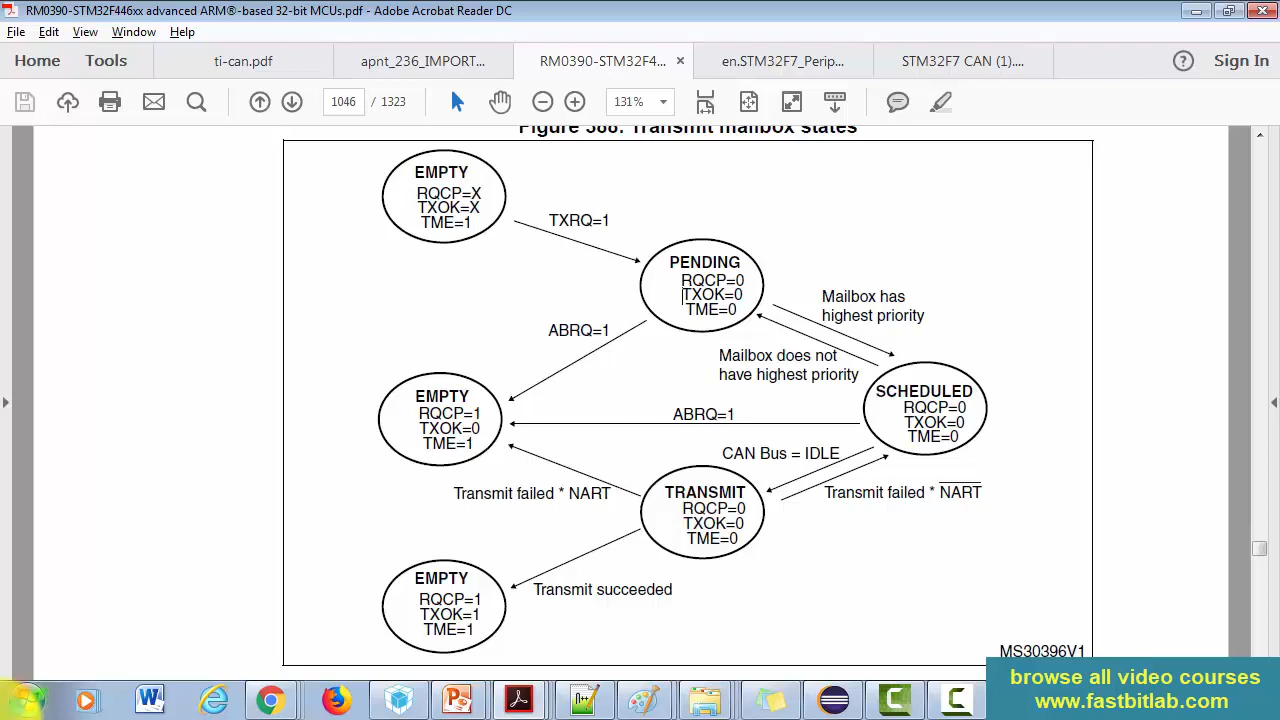 RM0390-STM32F446xx advanced ARM®-based 32-bit MCUs.pdf - Adobe Acrobat Reader DC
File Edit View Window Help
Home Tools ti-can.pdf apnt_236_IMPORT... RM0390-STM32F4... × en.STM32F7_Perip... STM32F7 CAN (1).... ? Sign In
1046 / 1323 131%
Figure 388. Transmit mailbox states
EMPTY
RQCP=X
TXOK=X
TME=1
TXRQ=1
PENDING
RQCP=0
TXOK=0
TME=0
Mailbox has
highest priority
ABRQ=1
Mailbox does not
have highest priority
EMPTY
RQCP=1
TXOK=0
TME=1
SCHEDULED
RQCP=0
TXOK=0
TME=0
ABRQ=1
CAN Bus = IDLE
Transmit failed * NART
TRANSMIT
RQCP=0
TXOK=0
TME=0
Transmit failed * N̅A̅R̅T̅
EMPTY
RQCP=1
TXOK=1
TME=1
Transmit succeeded
MS30396V1
browse all video courses
www.fastbitlab.com